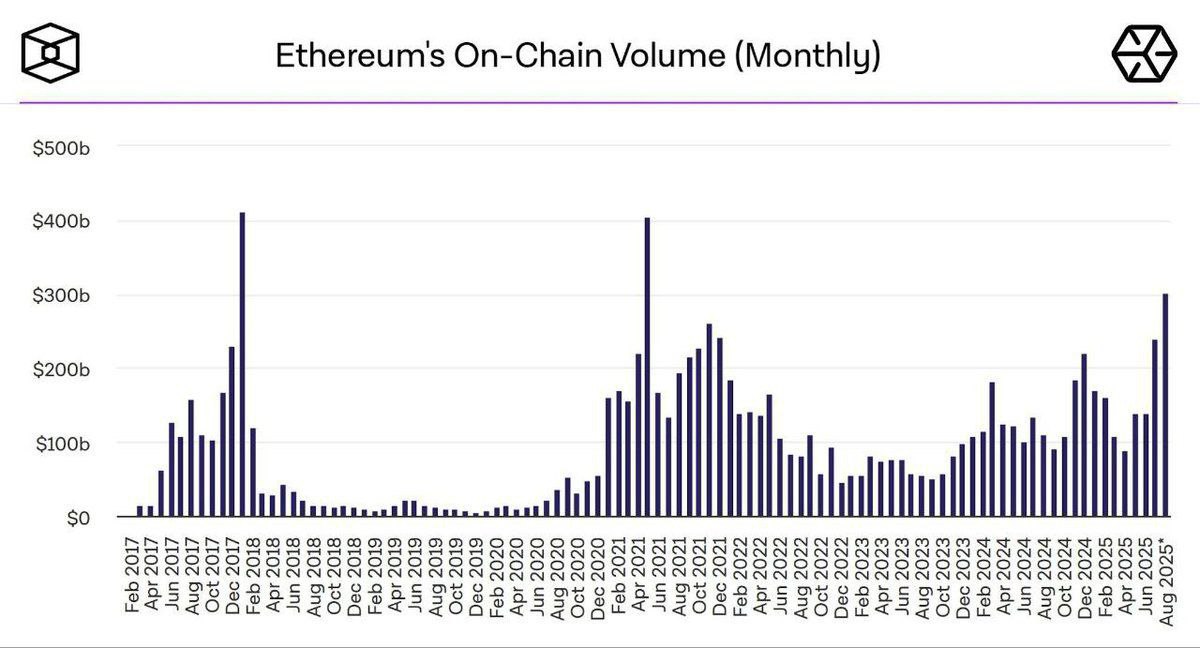 Ethereum's On-Chain Volume (Monthly)
$500b
$400b
$300b
$200b
$100b
$0
Feb 2017
Apr 2017
Jun 2017
Aug 2017
Oct 2017
Dec 2017
Feb 2018
Apr 2018
Jun 2018
Aug 2018
Oct 2018
Dec 2018
Feb 2019
Apr 2019
Jun 2019
Aug 2019
Oct 2019
Dec 2019
Feb 2020
Apr 2020
Jun 2020
Aug 2020
Oct 2020
Dec 2020
Feb 2021
Apr 2021
Jun 2021
Aug 2021
Oct 2021
Dec 2021
Feb 2022
Apr 2022
Jun 2022
Aug 2022
Oct 2022
Dec 2022
Feb 2023
Apr 2023
Jun 2023
Aug 2023
Oct 2023
Dec 2023
Feb 2024
Apr 2024
Jun 2024
Aug 2024
Oct 2024
Dec 2024
Feb 2025
Apr 2025
Jun 2025
Aug 2025*